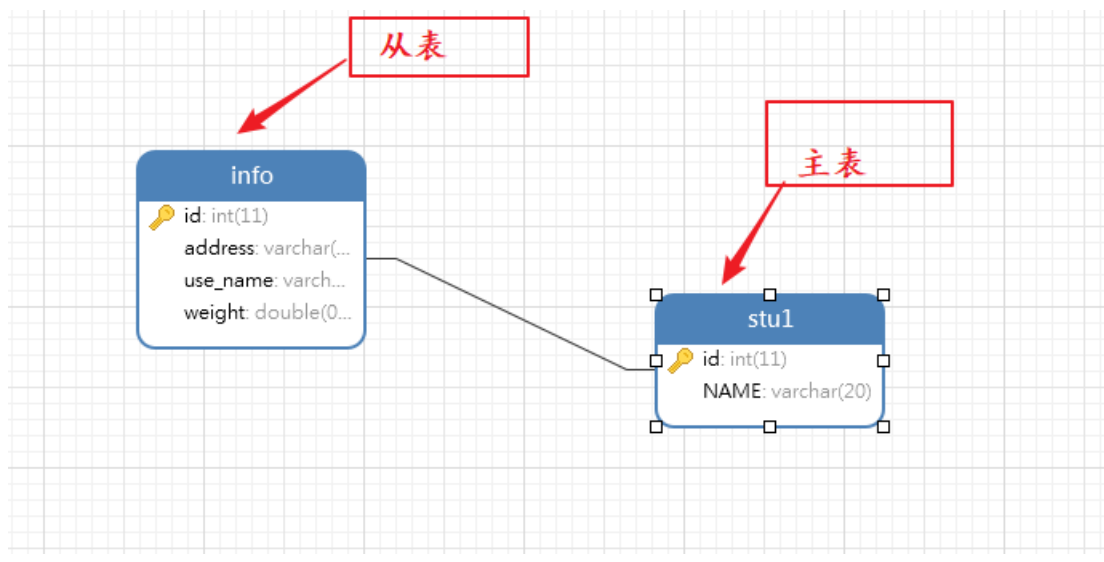 从表
主表
info
id: int(11)
address: varchar(...
use_name: varch...
weight: double(0...
stu1
id: int(11)
NAME: varchar(20)